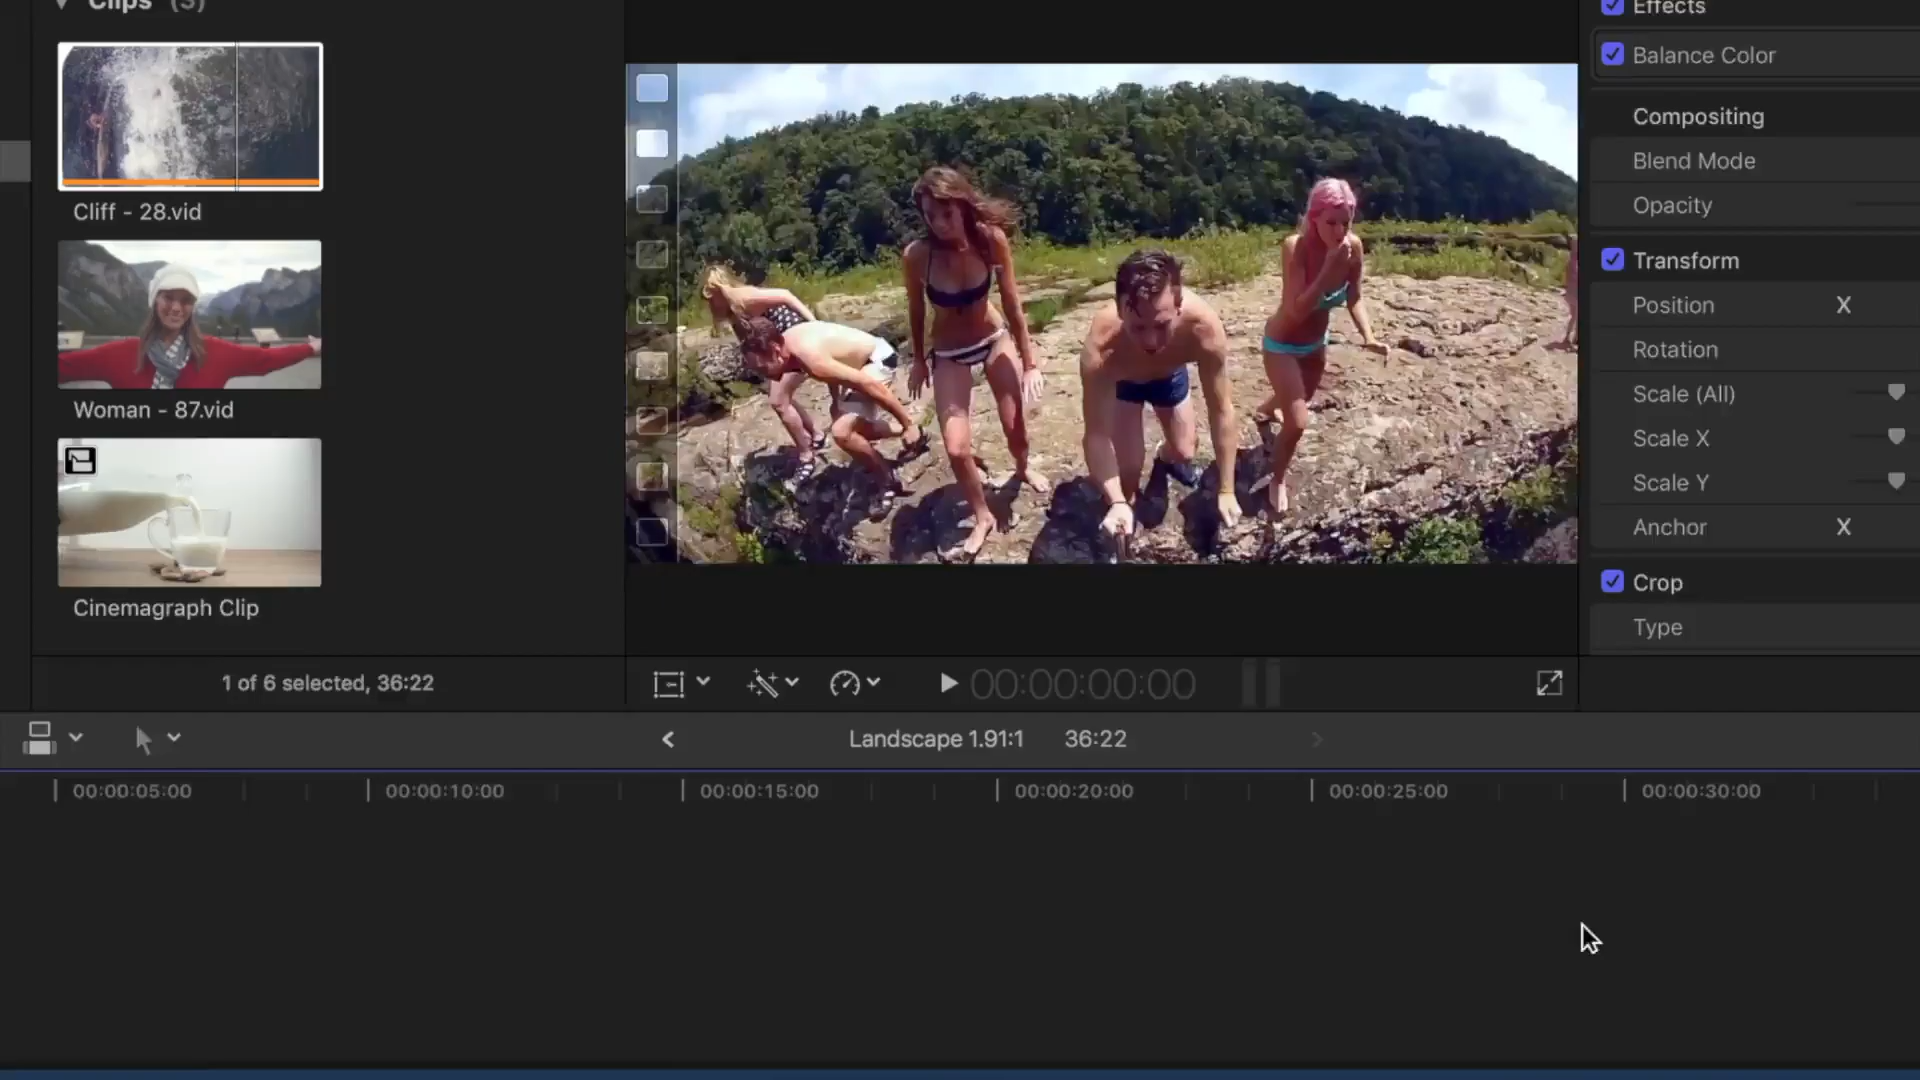 Clips (3)
Cliff - 28.vid
Woman - 87.vid
Cinemagraph Clip
1 of 6 selected, 36:22
00:00:00:00
Effects
Balance Color
Compositing
Blend Mode
Opacity
Transform
Position X
Rotation
Scale (All)
Scale X
Scale Y
Anchor X
Crop
Type
Landscape 1.91:1 36:22
00:00:05:00 00:00:10:00 00:00:15:00 00:00:20:00 00:00:25:00 00:00:30:00